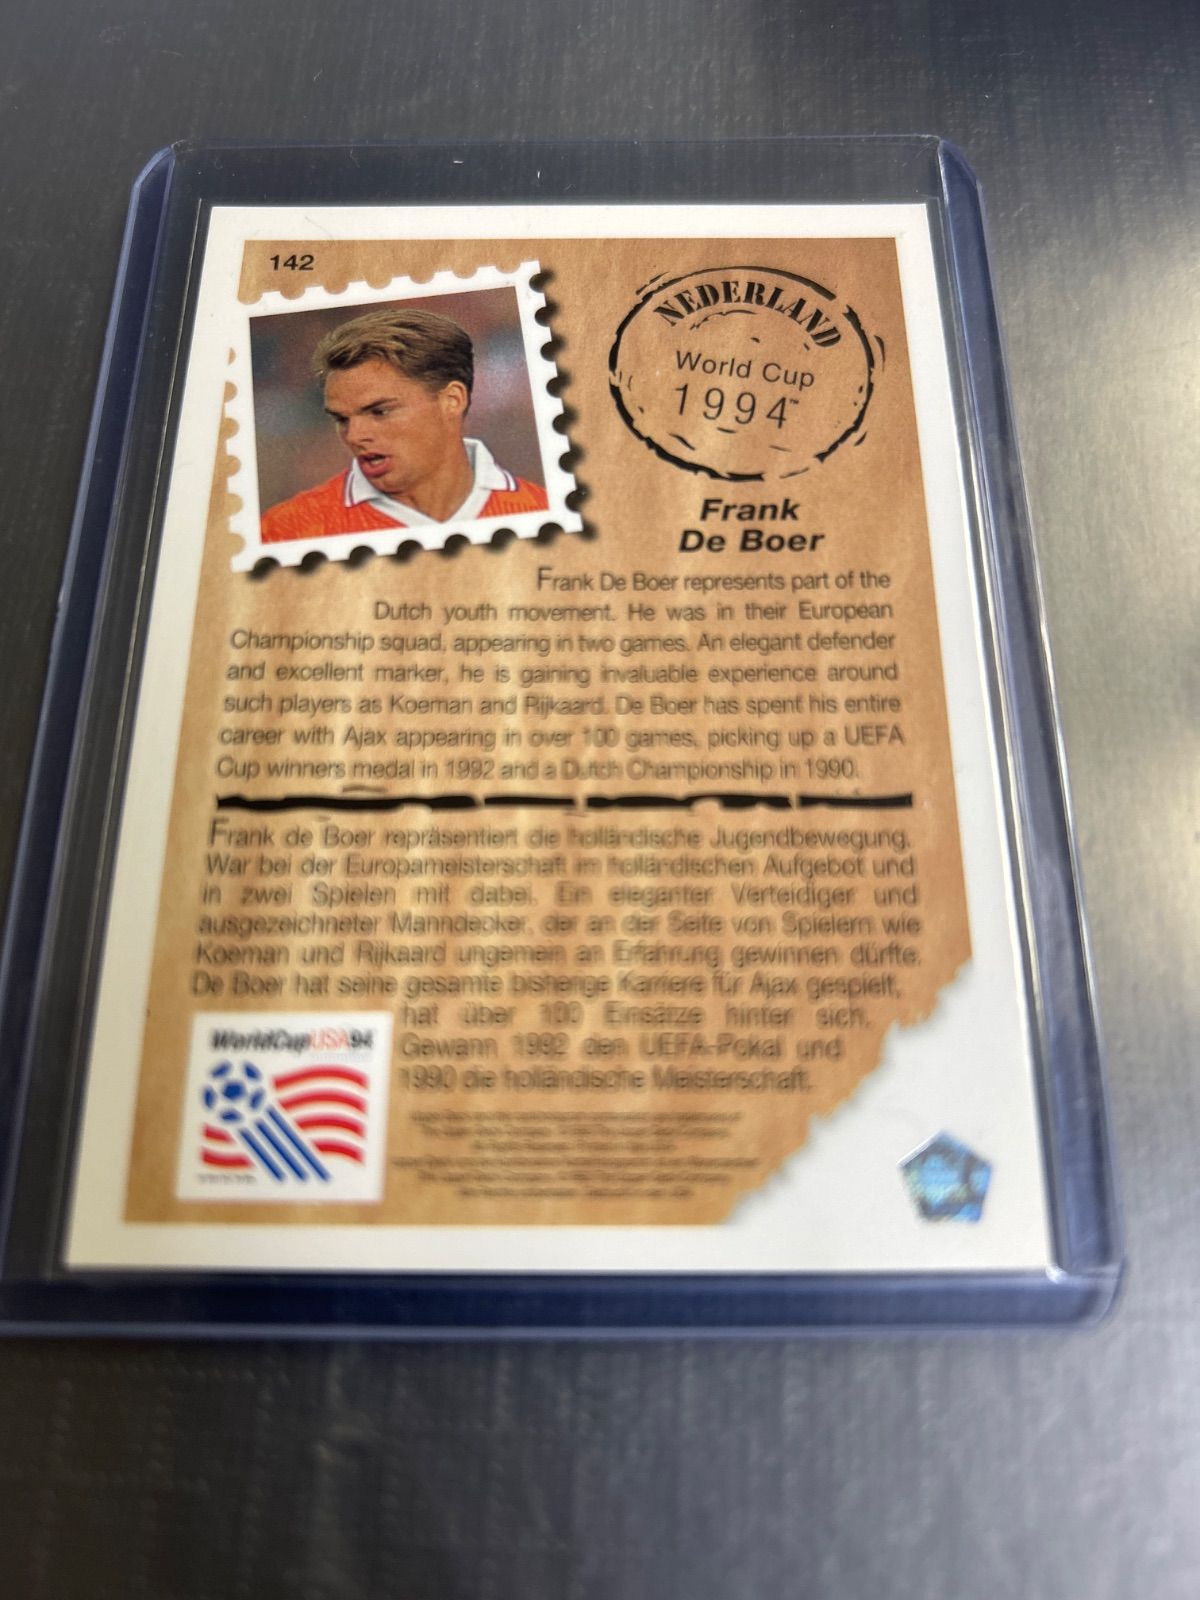 142
NEDERLAND
World Cup
1994™
Frank
De Boer
Frank De Boer represents part of the
Dutch youth movement. He was in their European
Championship squad, appearing in two games. An elegant defender
and excellent marker, he is gaining invaluable experience around
such players as Koeman and Rijkaard. De Boer has spent his entire
career with Ajax appearing in over 100 games, picking up a UEFA
Cup winners medal in 1992 and a Dutch Championship in 1990.
Frank de Boer repräsentiert die holländische Jugendbewegung.
War bei der Europameisterschaft im holländischen Aufgebot und
in zwei Spielen mit dabei. Ein eleganter Verteidiger und
ausgezeichneter Manndecker, der an der Seite von Spielern wie
Koeman und Rijkaard ungemein an Erfahrung gewinnen dürfte.
De Boer hat seine gesamte bisherige Karriere für Ajax gespielt,
hat über 100 Einsätze hinter sich.
Gewann 1992 den UEFA-Pokal und
1990 die holländische Meisterschaft.
WorldCupUSA94